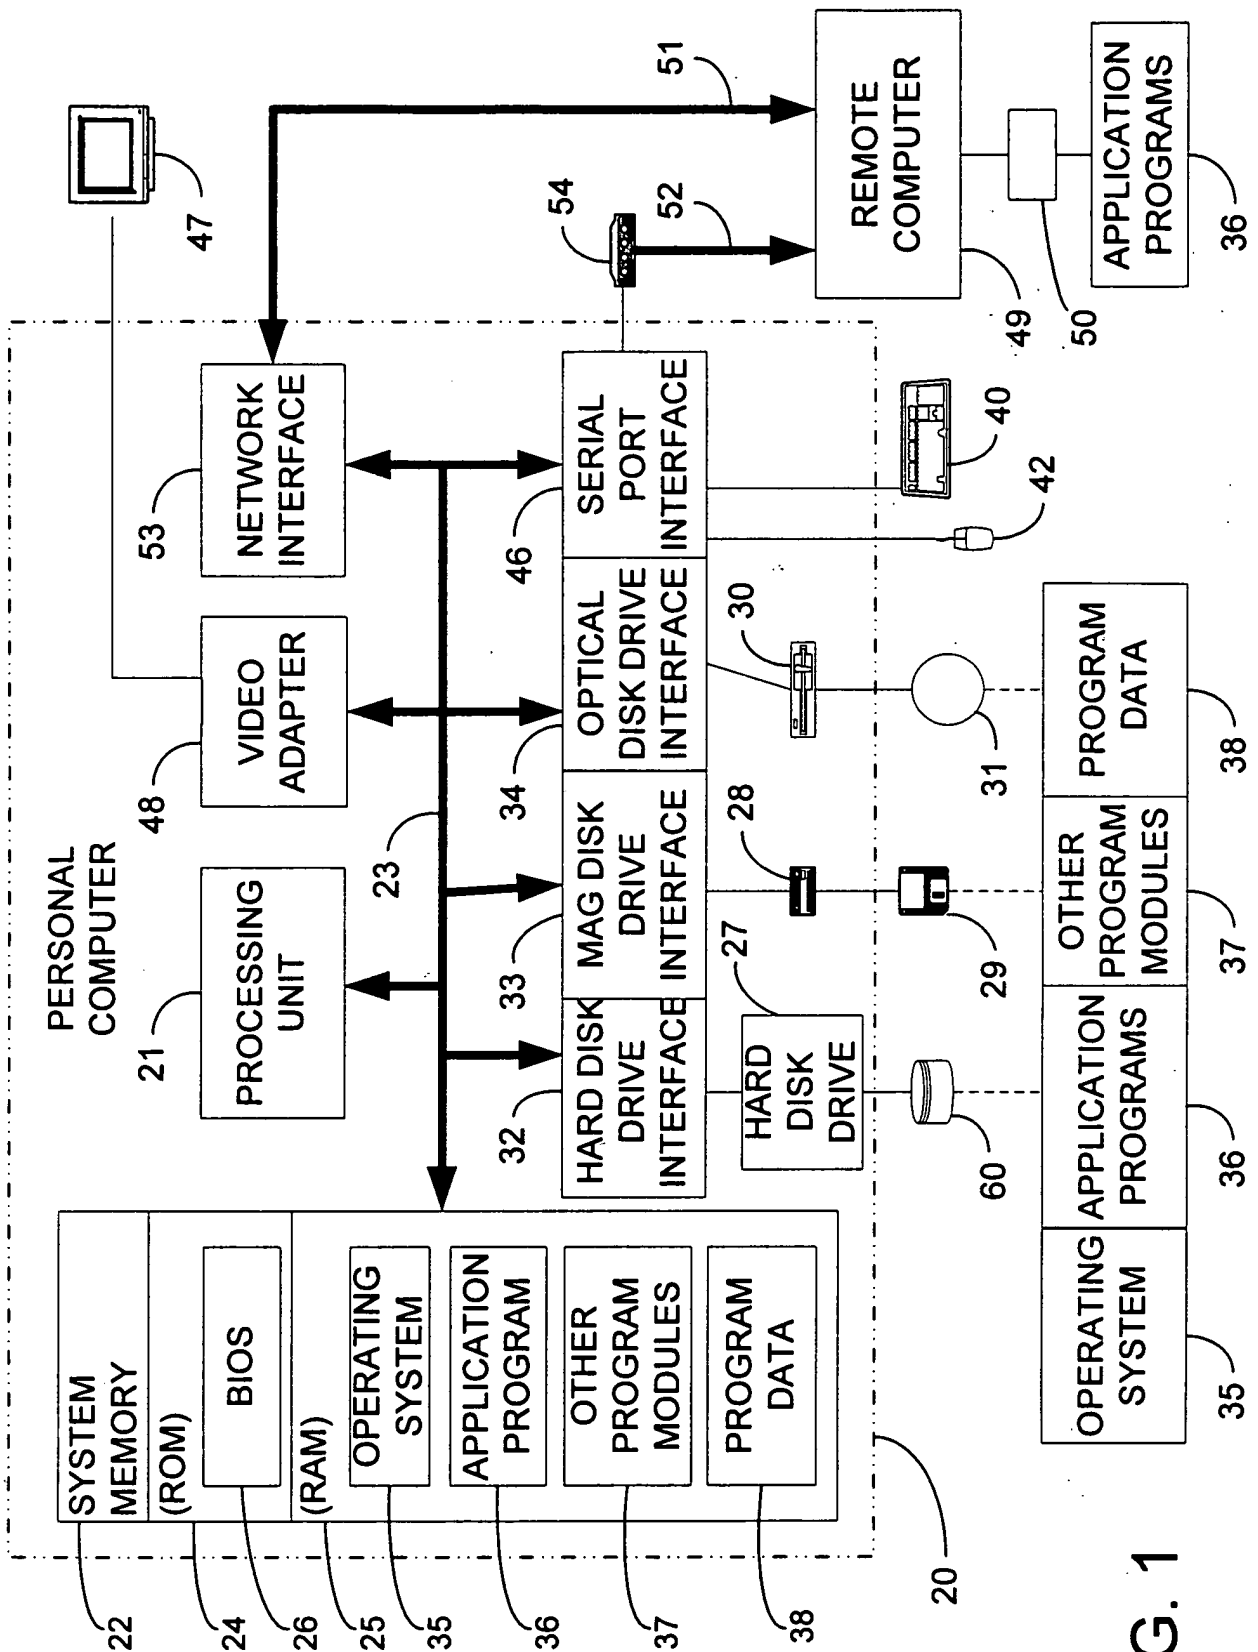 PERSONAL
COMPUTER
20
SYSTEM
MEMORY
22
(ROM)
24
BIOS
26
(RAM)
25
OPERATING
SYSTEM
35
APPLICATION
PROGRAM
36
OTHER
PROGRAM
MODULES
37
PROGRAM
DATA
38
PROCESSING
UNIT
21
VIDEO
ADAPTER
48
NETWORK
INTERFACE
53
47
23
HARD DISK
DRIVE
INTERFACE
32
MAG DISK
DRIVE
INTERFACE
33
OPTICAL
DISK DRIVE
INTERFACE
34
SERIAL
PORT
INTERFACE
46
54
52
51
HARD
DISK
DRIVE
27
28
30
60
29
31
42
40
REMOTE
COMPUTER
49
50
APPLICATION
PROGRAMS
36
OPERATING
SYSTEM
35
APPLICATION
PROGRAMS
36
OTHER
PROGRAM
MODULES
37
PROGRAM
DATA
38
G. 1